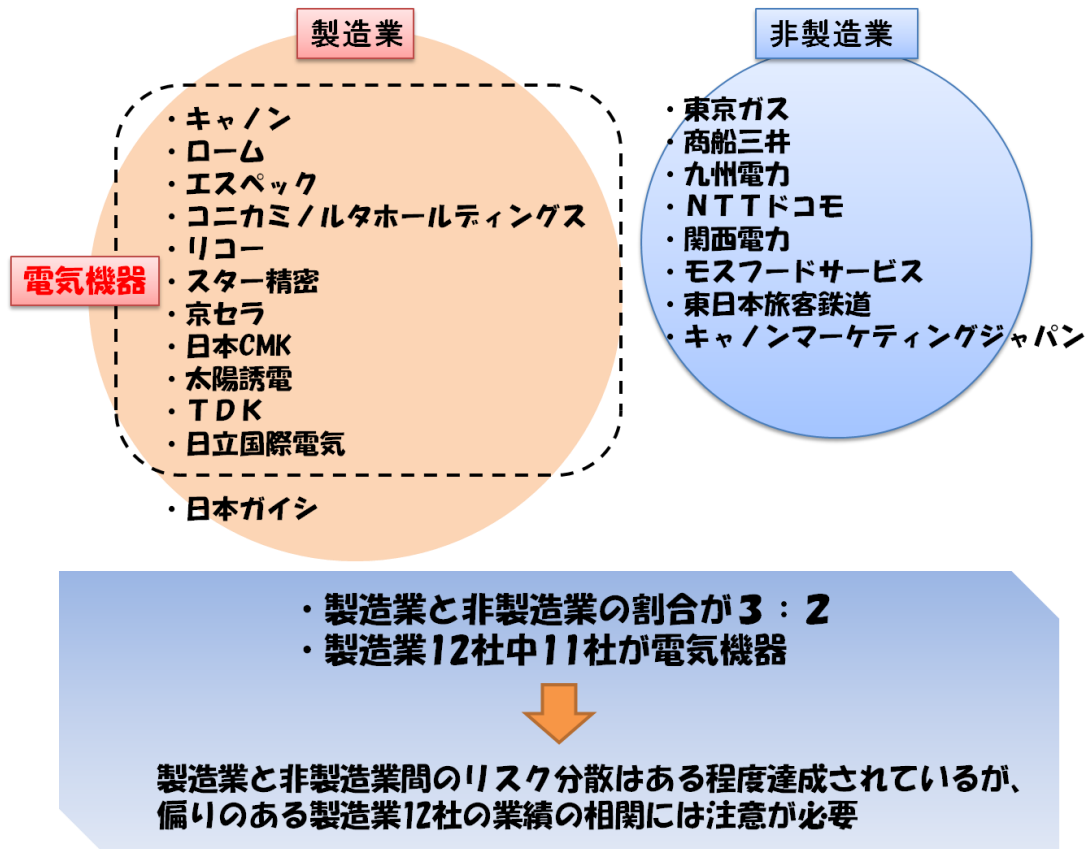 製造業
非製造業
・キャノン
・ローム
・エスペック
・コニカミノルタホールディングス
・リコー
・スター精密
・京セラ
・日本CMK
・太陽誘電
・ＴＤＫ
・日立国際電気
電気機器
・日本ガイシ
・東京ガス
・商船三井
・九州電力
・ＮＴＴドコモ
・関西電力
・モスフードサービス
・東日本旅客鉄道
・キャノンマーケティングジャパン
・製造業と非製造業の割合が３：２
・製造業12社中11社が電気機器
製造業と非製造業間のリスク分散はある程度達成されているが、
偏りのある製造業12社の業績の相関には注意が必要